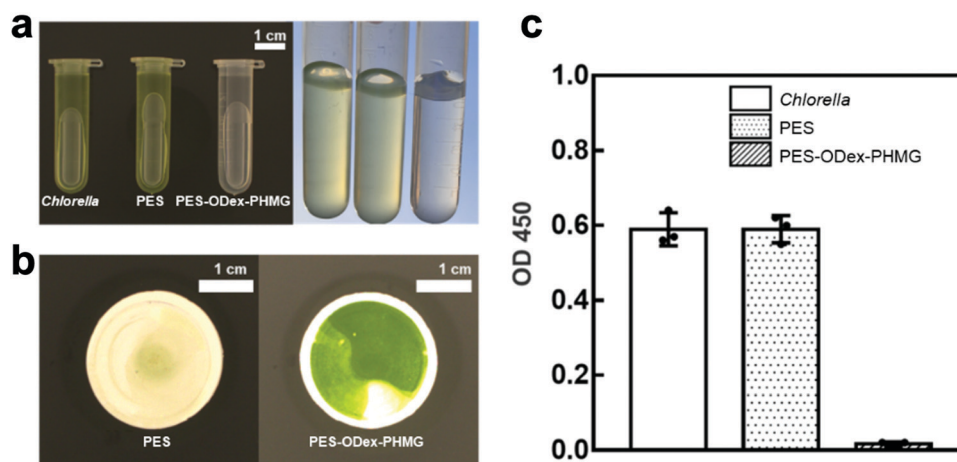 a
1 cm
Chlorella PES PES-ODex-PHMG
b
1 cm
1 cm
PES
PES-ODex-PHMG
c
OD 450
1.0
0.8
0.6
0.4
0.2
0.0
Chlorella
PES
PES-ODex-PHMG